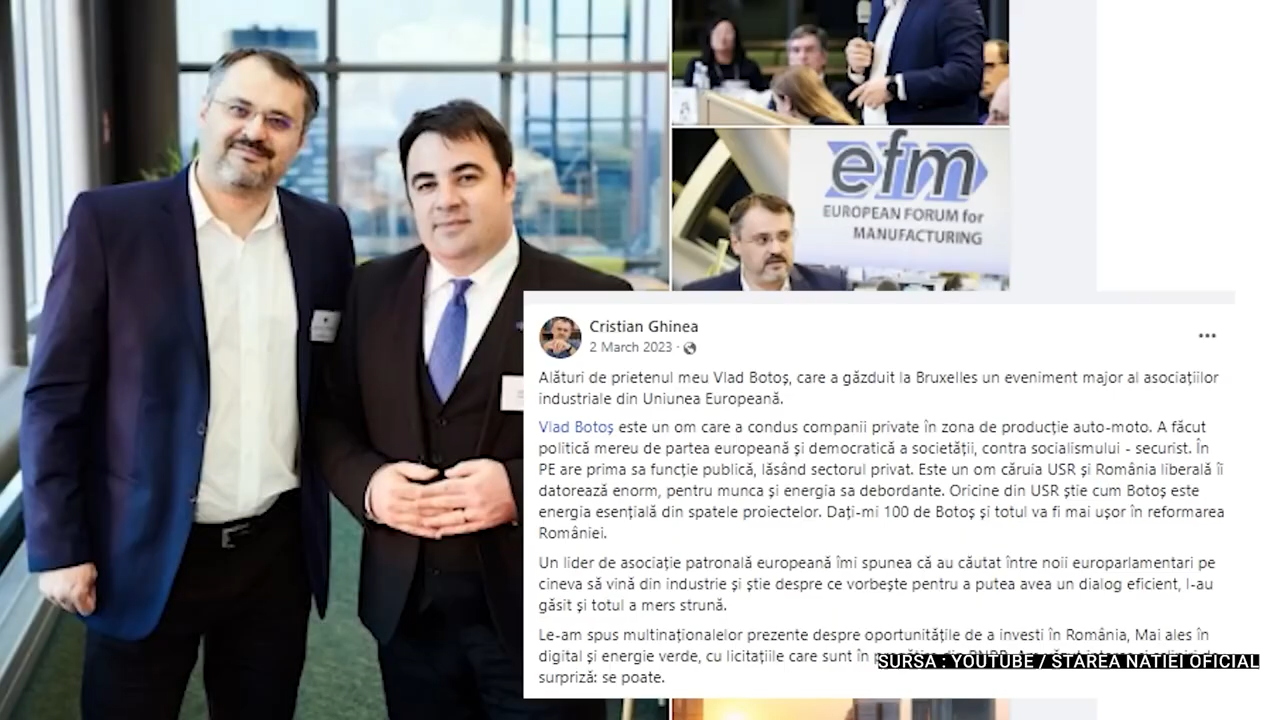 efm
EUROPEAN FORUM for
MANUFACTURING
Cristian Ghinea
2 March 2023 ·
Alături de prietenul meu Vlad Botoș, care a găzduit la Bruxelles un eveniment major al asociațiilor
industriale din Uniunea Europeană.
Vlad Botoș este un om care a condus companii private în zona de producție auto-moto. A făcut
politică mereu de partea europeană și democratică a societății, contra socialismului - securist. În
PE are prima sa funcție publică, lăsând sectorul privat. Este un om căruia USR și România liberală îi
datorează enorm, pentru munca și energia sa debordante. Oricine din USR știe cum Botoș este
energia esențială din spatele proiectelor. Dați-mi 100 de Botoș și totul va fi mai ușor în reformarea
României.
Un lider de asociație patronală europeană îmi spunea că au căutat între noii europarlamentari pe
cineva să vină din industrie și știe despre ce vorbește pentru a putea avea un dialog eficient, l-au
găsit și totul a mers strună.
Le-am spus multinaționalelor prezente despre oportunitățile de a investi în România, Mai ales în
digital și energie verde, cu licitațiile care sunt în
SURSA : YOUTUBE / STAREA NATIEI OFICIAL
surpriză: se poate.